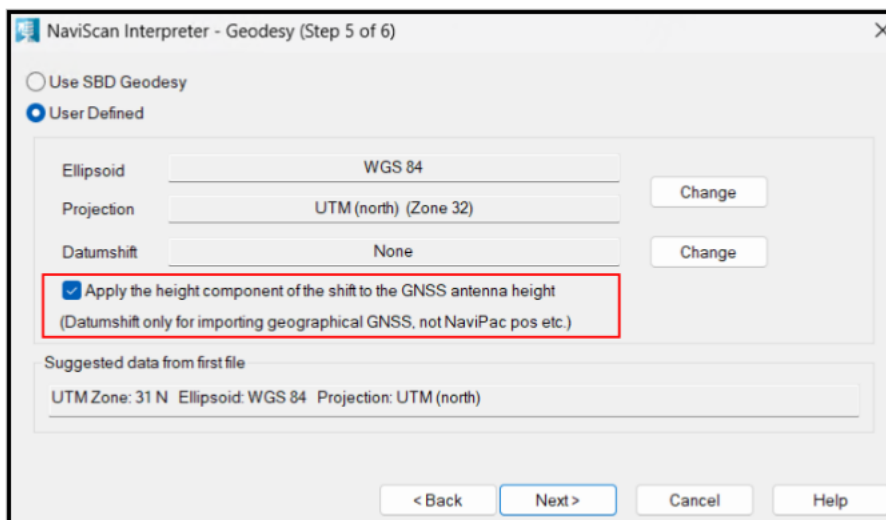 NaviScan Interpreter - Geodesy (Step 5 of 6)
Use SBD Geodesy
User Defined
Ellipsoid WGS 84
Change
Projection UTM (north) (Zone 32)
Datumshift None Change
Apply the height component of the shift to the GNSS antenna height
(Datumshift only for importing geographical GNSS, not NaviPac pos etc.)
Suggested data from first file
UTM Zone: 31 N Ellipsoid: WGS 84 Projection: UTM (north)
< Back Next > Cancel Help